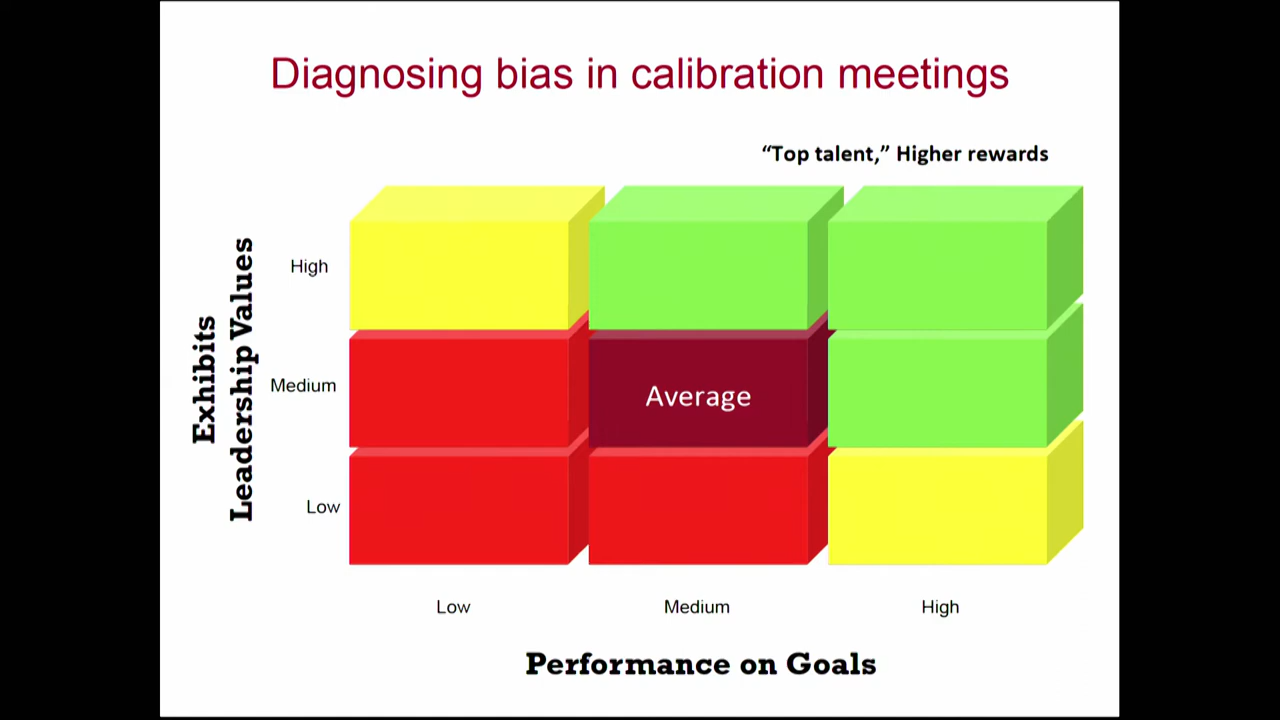 Diagnosing bias in calibration meetings
“Top talent,” Higher rewards
Exhibits
Leadership Values
High
Medium
Average
Low
Low
Medium
High
Performance on Goals